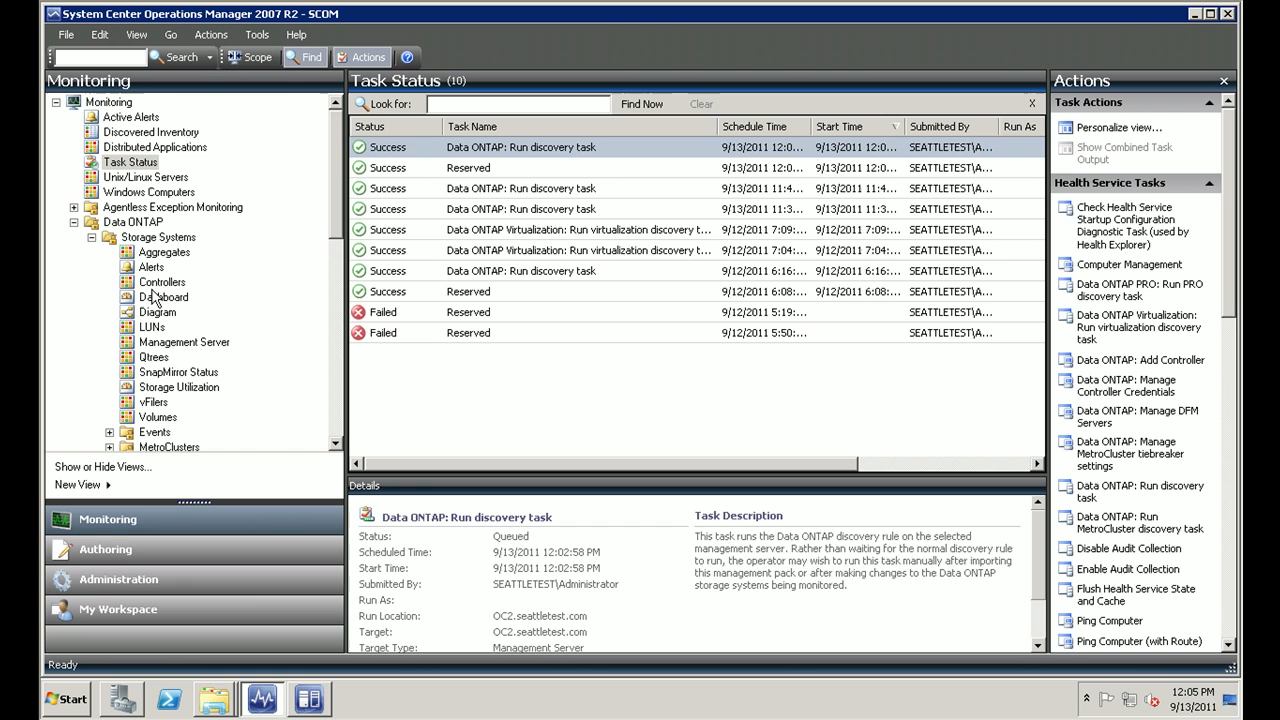 System Center Operations Manager 2007 R2 - SCOM
File Edit View Go Actions Tools Help
Search Scope Find Actions
Monitoring
Monitoring
Active Alerts
Discovered Inventory
Distributed Applications
Task Status
Unix/Linux Servers
Windows Computers
Agentless Exception Monitoring
Data ONTAP
Storage Systems
Aggregates
Alerts
Controllers
Dashboard
Diagram
LUNs
Management Server
Qtrees
SnapMirror Status
Storage Utilization
vFilers
Volumes
Events
MetroClusters
Show or Hide Views...
New View
Monitoring
Authoring
Administration
My Workspace
Ready
Task Status (10)
Look for: Find Now Clear X
Status Task Name Schedule Time Start Time Submitted By Run As
Success Data ONTAP: Run discovery task 9/13/2011 12:0... 9/13/2011 12:0... SEATTLETEST\A...
Success Reserved 9/13/2011 12:0... 9/13/2011 12:0... SEATTLETEST\A...
Success Data ONTAP: Run discovery task 9/13/2011 11:4... 9/13/2011 11:4... SEATTLETEST\A...
Success Data ONTAP: Run discovery task 9/13/2011 11:3... 9/13/2011 11:3... SEATTLETEST\A...
Success Data ONTAP Virtualization: Run virtualization discovery t... 9/12/2011 7:09:... 9/12/2011 7:09:... SEATTLETEST\A...
Success Data ONTAP Virtualization: Run virtualization discovery t... 9/12/2011 7:04:... 9/12/2011 7:04:... SEATTLETEST\A...
Success Data ONTAP: Run discovery task 9/12/2011 6:16:... 9/12/2011 6:16:... SEATTLETEST\A...
Success Reserved 9/12/2011 6:08:... 9/12/2011 6:08:... SEATTLETEST\A...
Failed Reserved 9/12/2011 5:19:... SEATTLETEST\A...
Failed Reserved 9/12/2011 5:50:... SEATTLETEST\A...
Details
Data ONTAP: Run discovery task
Status: Queued
Scheduled Time: 9/13/2011 12:02:58 PM
Start Time: 9/13/2011 12:02:58 PM
Submitted By: SEATTLETEST\Administrator
Run As:
Run Location: OC2.seattletest.com
Target: OC2.seattletest.com
Target Type: Management Server
Task Description
This task runs the Data ONTAP discovery rule on the selected
management server. Rather than waiting for the normal discovery rule
to run, the operator may wish to run this task manually after importing
this management pack or after making changes to the Data ONTAP
storage systems being monitored.
Actions
Task Actions
Personalize view...
Show Combined Task
Output
Health Service Tasks
Check Health Service
Startup Configuration
Diagnostic Task (used by
Health Explorer)
Computer Management
Data ONTAP PRO: Run PRO
discovery task
Data ONTAP Virtualization:
Run virtualization discovery
task
Data ONTAP: Add Controller
Data ONTAP: Manage
Controller Credentials
Data ONTAP: Manage DFM
Servers
Data ONTAP: Manage
MetroCluster tiebreaker
settings
Data ONTAP: Run discovery
task
Data ONTAP: Run
MetroCluster discovery task
Disable Audit Collection
Enable Audit Collection
Flush Health Service State
and Cache
Ping Computer
Ping Computer (with Route)
Start
12:05 PM
9/13/2011